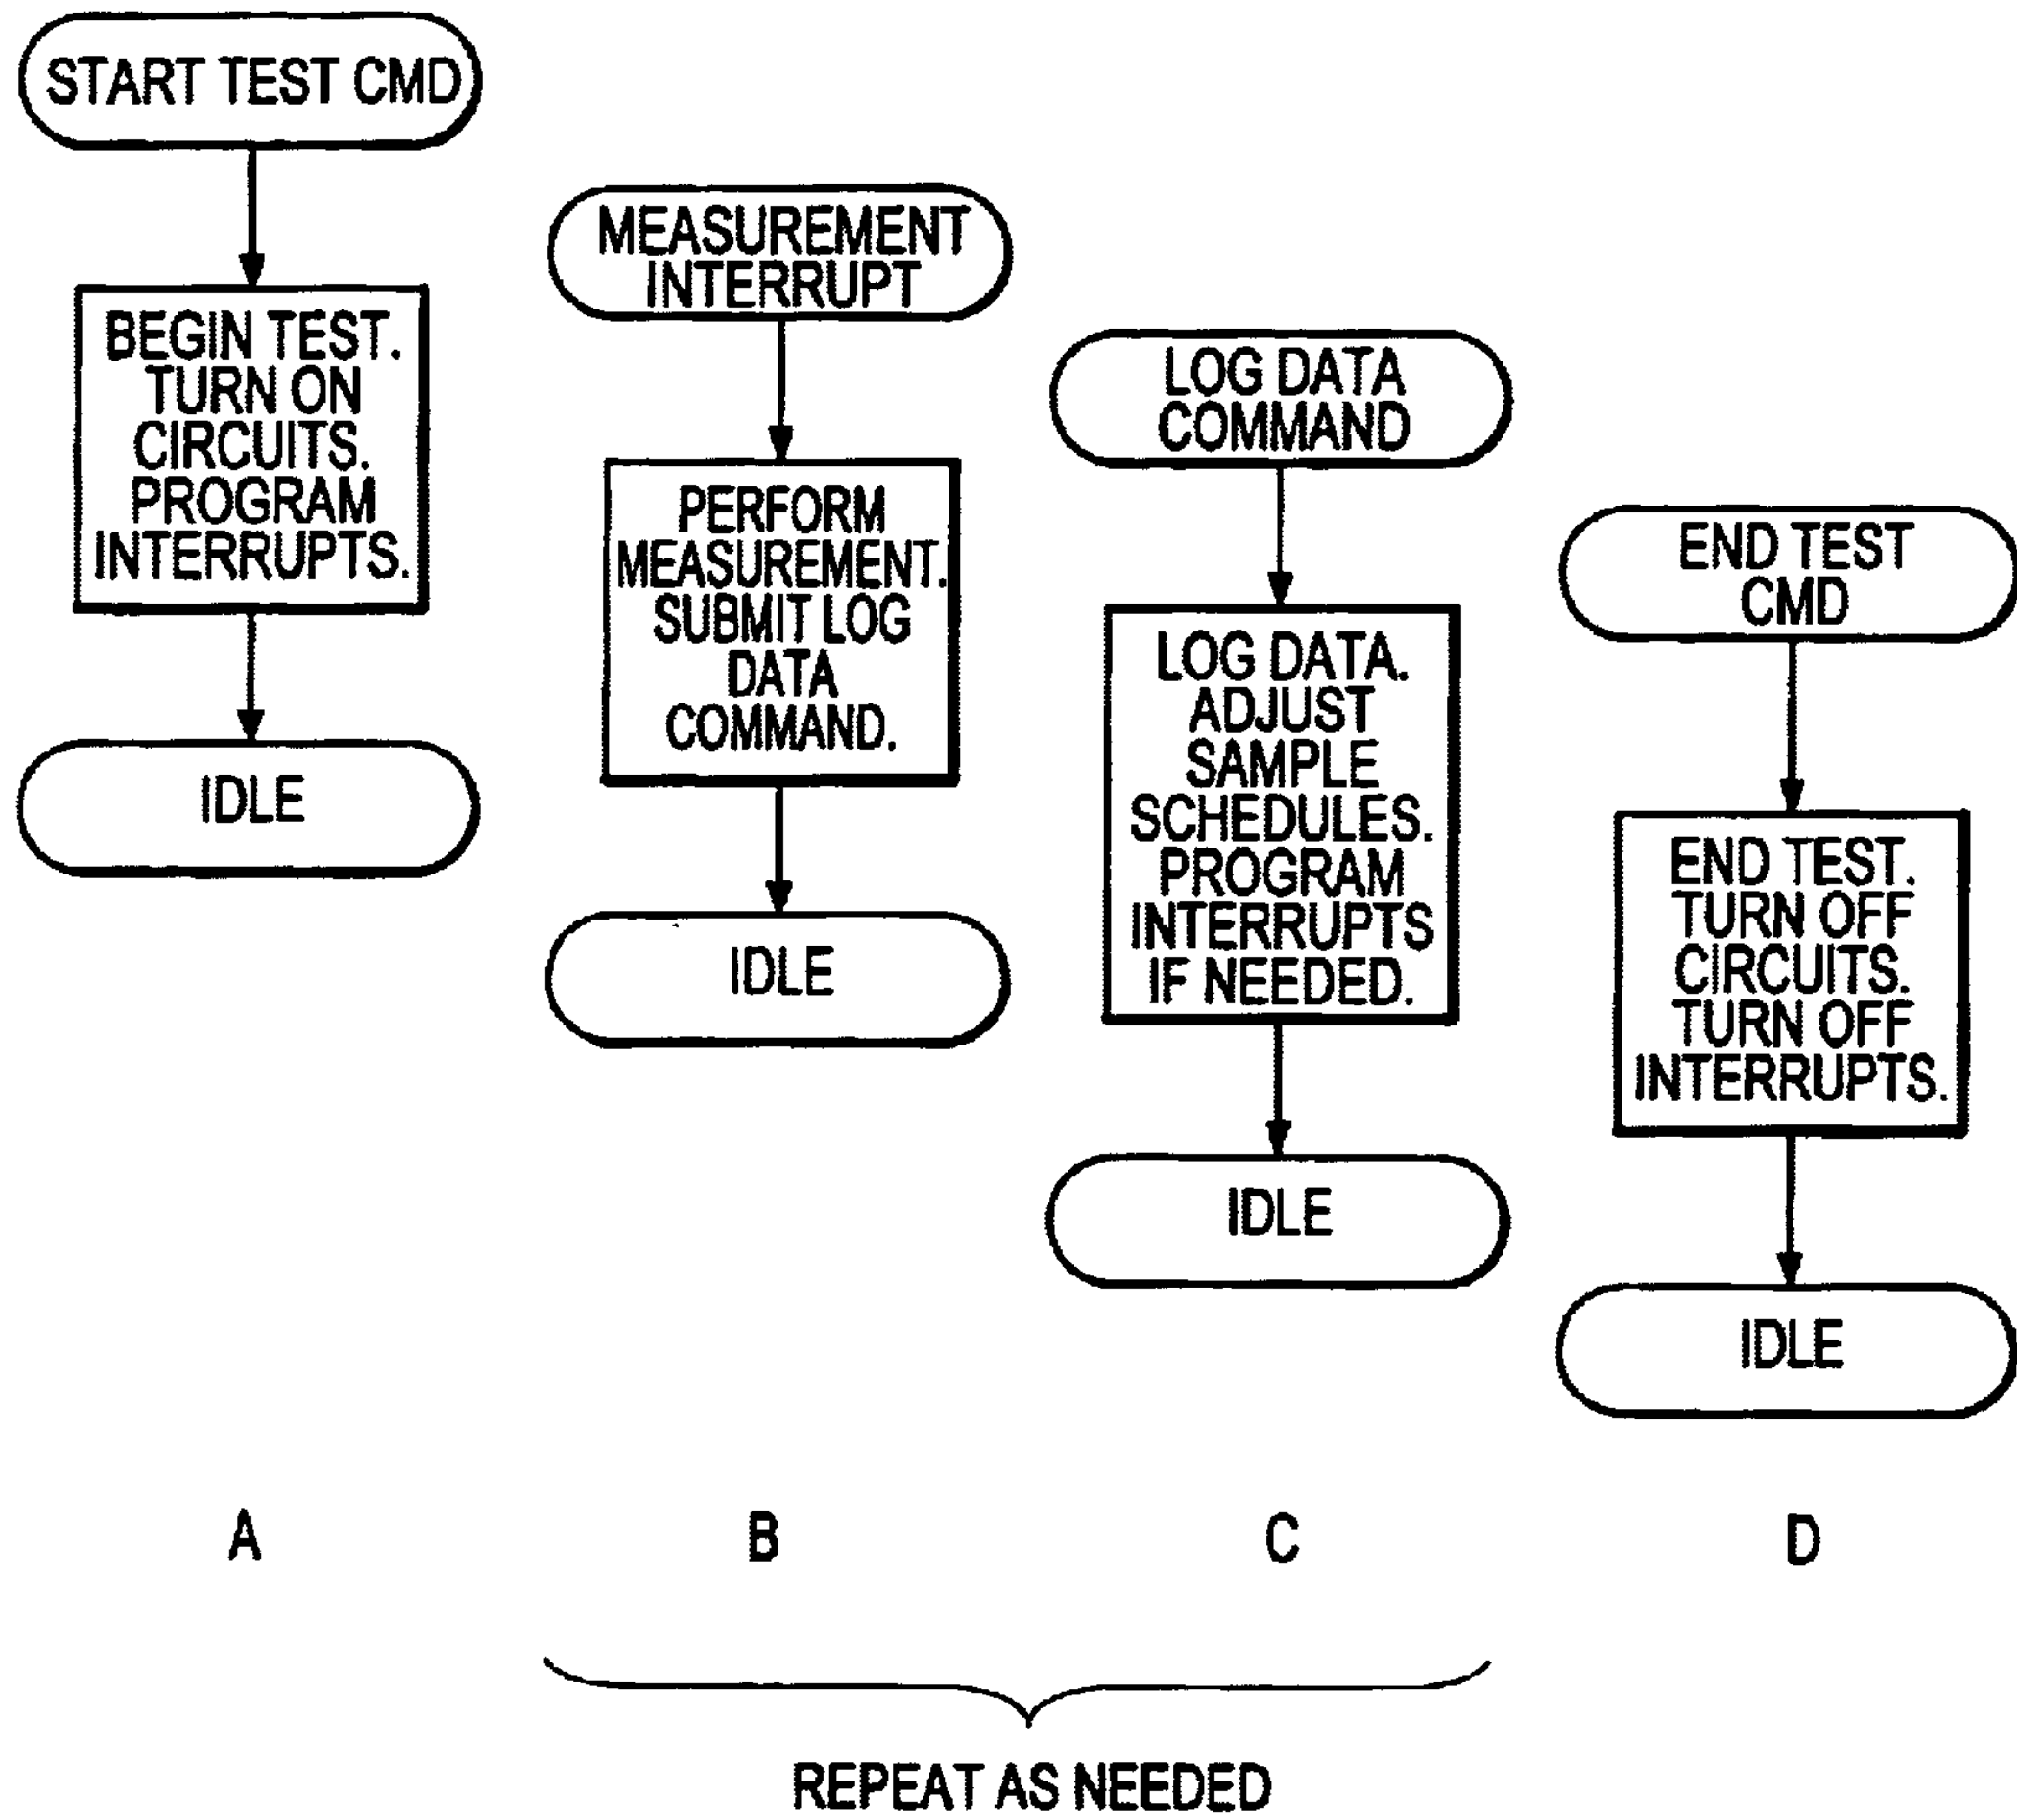 START TEST CMD
BEGIN TEST.
TURN ON
CIRCUITS.
PROGRAM
INTERRUPTS.
IDLE
MEASUREMENT
INTERRUPT
PERFORM
MEASUREMENT.
SUBMIT LOG
DATA
COMMAND.
IDLE
LOG DATA
COMMAND
LOG DATA.
ADJUST
SAMPLE
SCHEDULES.
PROGRAM
INTERRUPTS
IF NEEDED.
IDLE
END TEST
CMD
END TEST.
TURN OFF
CIRCUITS.
TURN OFF
INTERRUPTS.
IDLE
A
B
C
D
REPEAT AS NEEDED